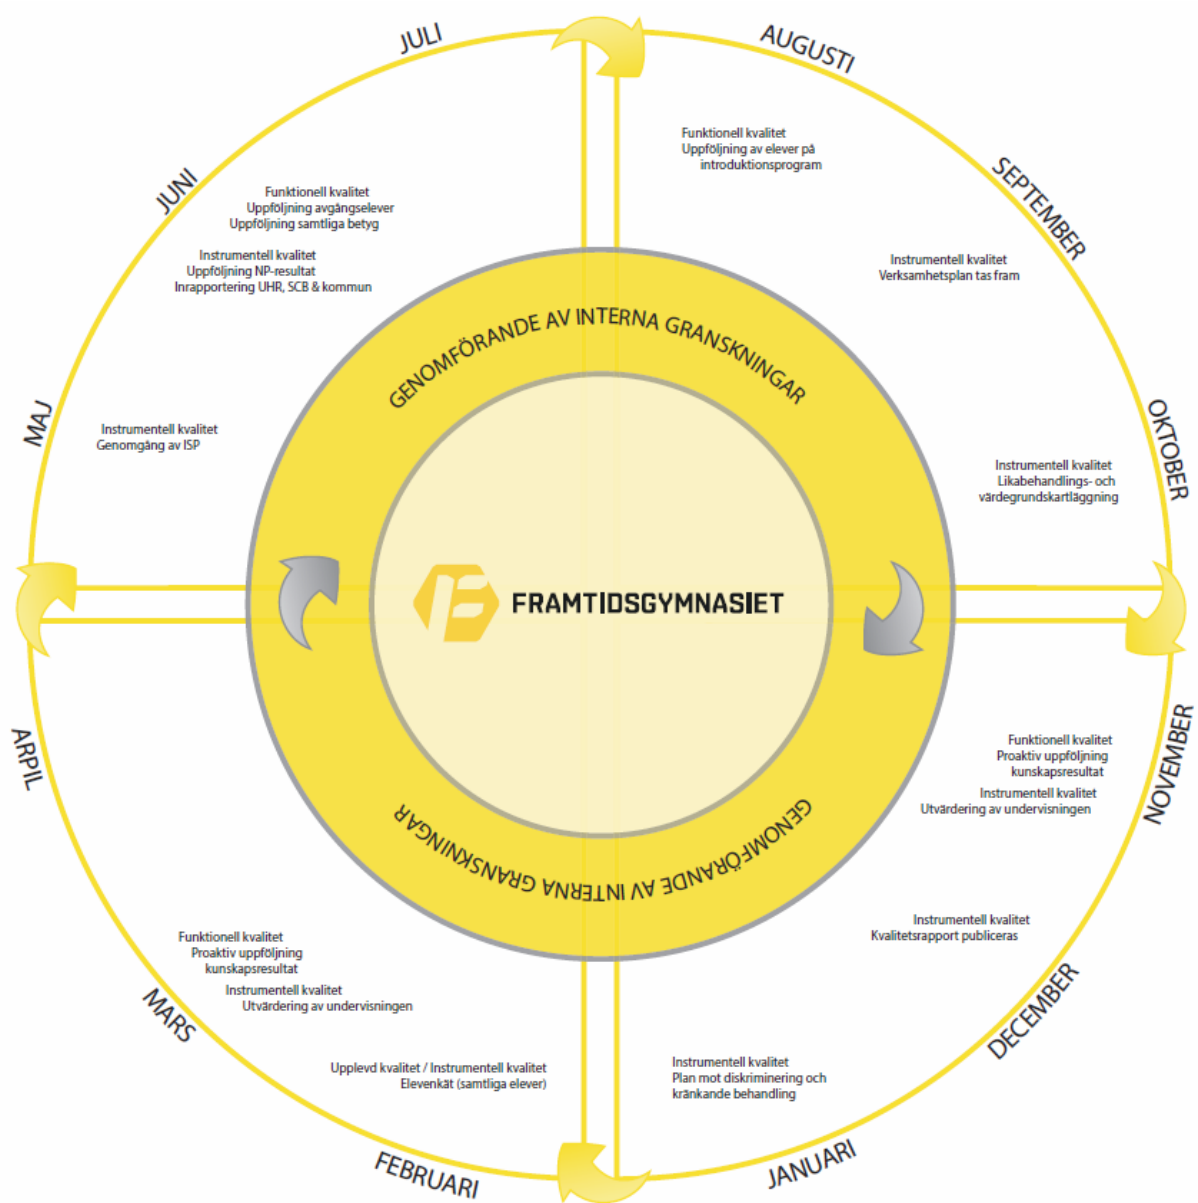 JULI
AUGUSTI
Funktionell kvalitet
Uppföljning av elever på
introduktionsprogram
SEPTEMBER
Instrumentell kvalitet
Verksamhetsplan tas fram
OKTOBER
Instrumentell kvalitet
Likabehandlings- och
värdegrundskartläggning
NOVEMBER
Funktionell kvalitet
Proaktiv uppföljning
kunskapsresultat
Instrumentell kvalitet
Utvärdering av undervisningen
DECEMBER
Instrumentell kvalitet
Kvalitetsrapport publiceras
JANUARI
Instrumentell kvalitet
Plan mot diskriminering och
kränkande behandling
FEBRUARI
Upplevd kvalitet / Instrumentell kvalitet
Elevenkät (samtliga elever)
MARS
Funktionell kvalitet
Proaktiv uppföljning
kunskapsresultat
Instrumentell kvalitet
Utvärdering av undervisningen
ARPIL
MAJ
Instrumentell kvalitet
Genomgång av ISP
JUNI
Funktionell kvalitet
Uppföljning avgångselever
Uppföljning samtliga betyg
Instrumentell kvalitet
Uppföljning NP-resultat
Inrapportering UHR, SCB & kommun
GENOMFÖRANDE AV INTERNA GRANSKNINGAR
FRAMTIDSGYMNASIET
GENOMFÖRANDE AV INTERNA GRANSKNINGAR